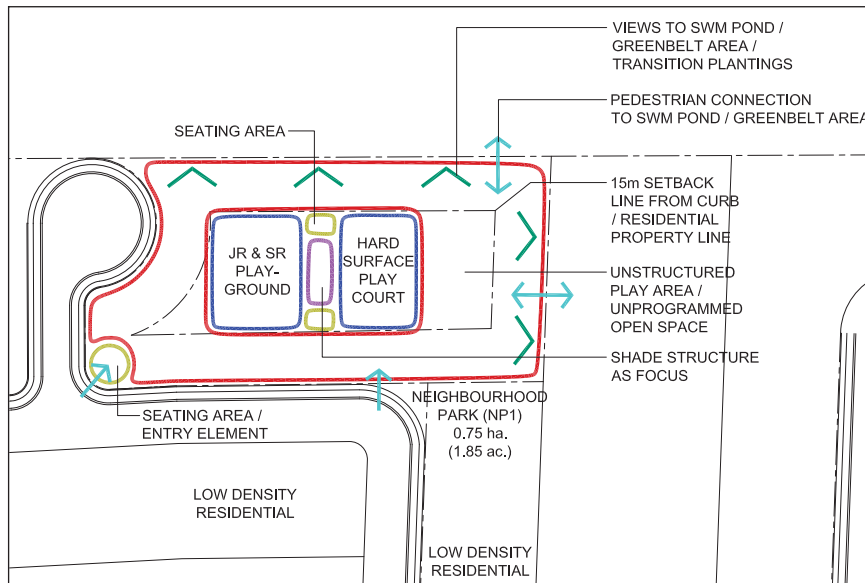 VIEWS TO SWM POND /
GREENBELT AREA /
TRANSITION PLANTINGS
PEDESTRIAN CONNECTION
TO SWM POND / GREENBELT AREA
SEATING AREA
15m SETBACK
LINE FROM CURB
/ RESIDENTIAL
PROPERTY LINE
JR & SR
PLAY-
GROUND
HARD
SURFACE
PLAY
COURT
UNSTRUCTURED
PLAY AREA /
UNPROGRAMMED
OPEN SPACE
SHADE STRUCTURE
AS FOCUS
SEATING AREA /
ENTRY ELEMENT
NEIGHBOURHOOD
PARK (NP1)
0.75 ha.
(1.85 ac.)
LOW DENSITY
RESIDENTIAL
LOW DENSITY
RESIDENTIAL